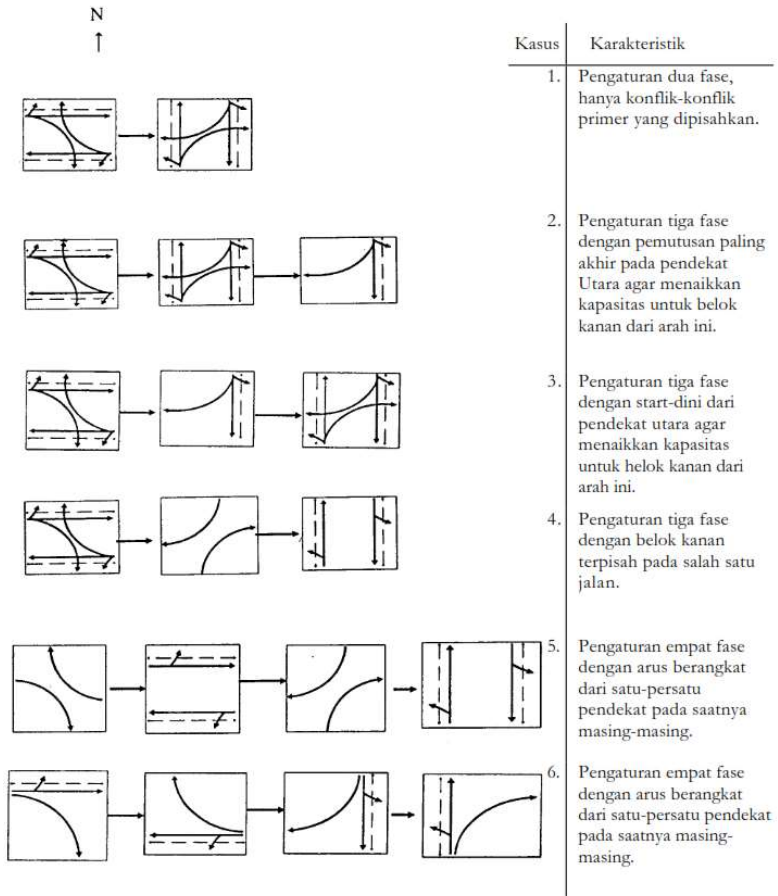 N
Kasus Karakteristik
1. Pengaturan dua fase,
hanya konflik-konflik
primer yang dipisahkan.
2. Pengaturan tiga fase
dengan pemutusan paling
akhir pada pendekat
Utara agar menaikkan
kapasitas untuk belok
kanan dari arah ini.
3. Pengaturan tiga fase
dengan start-dini dari
pendekat utara agar
menaikkan kapasitas
untuk helok kanan dari
arah ini.
4. Pengaturan tiga fase
dengan belok kanan
terpisah pada salah satu
jalan.
5. Pengaturan empat fase
dengan arus berangkat
dari satu-persatu
pendekat pada saatnya
masing-masing.
6. Pengaturan empat fase
dengan arus berangkat
dari satu-persatu pendekat
pada saatnya masing-
masing.